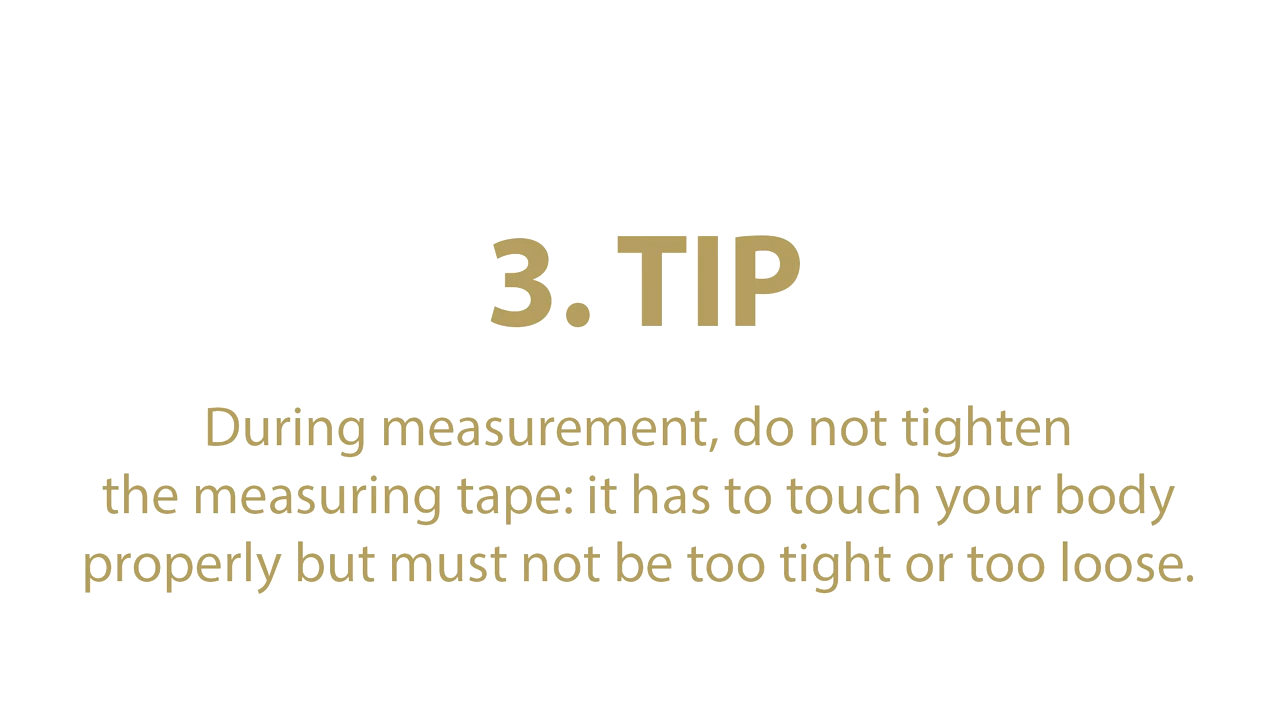 3. TIP
During measurement, do not tighten
the measuring tape: it has to touch your body
properly but must not be too tight or too loose.